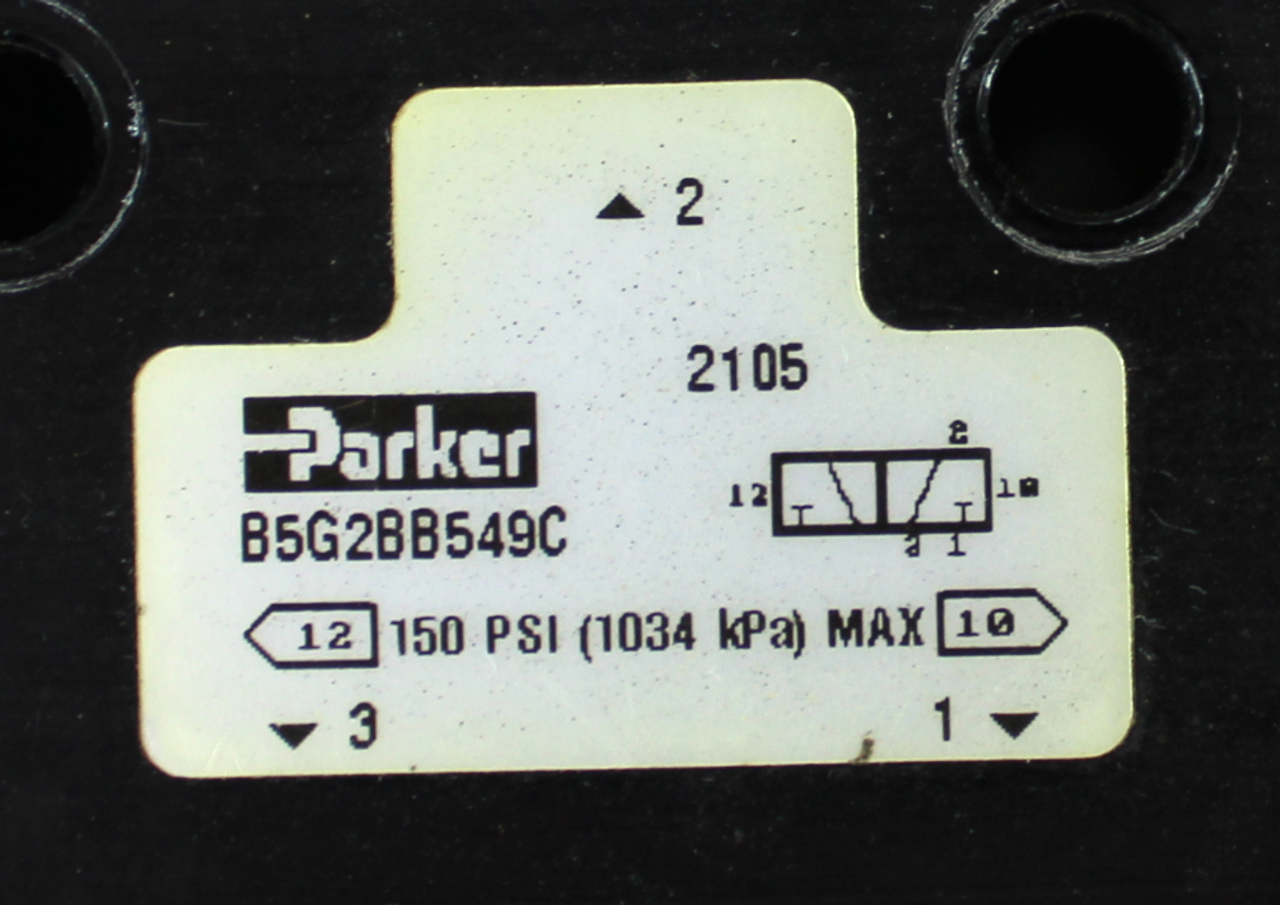 ▲ 2
2105
Parker
B5G2BB549C
2
12 10
3 1
12 150 PSI (1034 kPa) MAX 10
▼ 3 1 ▼